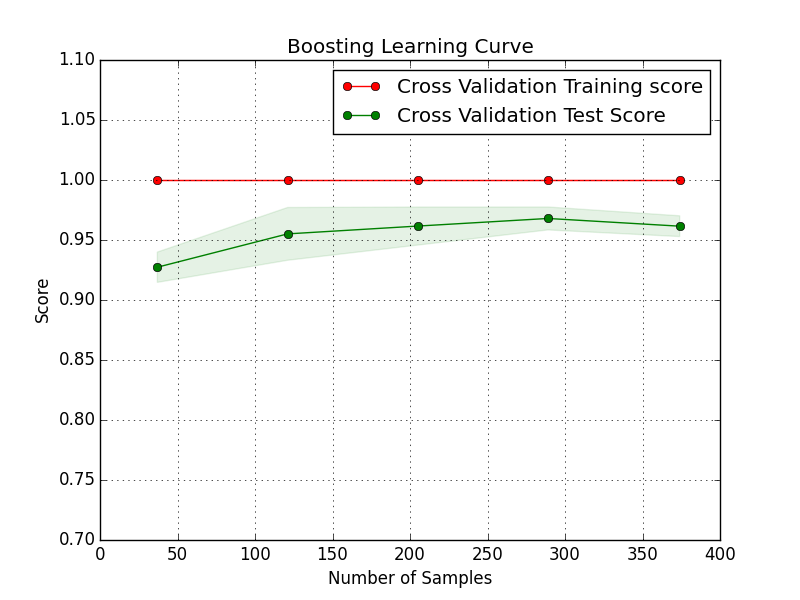 Boosting Learning Curve
Cross Validation Training score
Cross Validation Test Score
1.10
1.05
1.00
0.95
0.90
0.85
0.80
0.75
0.70
Score
0 50 100 150 200 250 300 350 400
Number of Samples